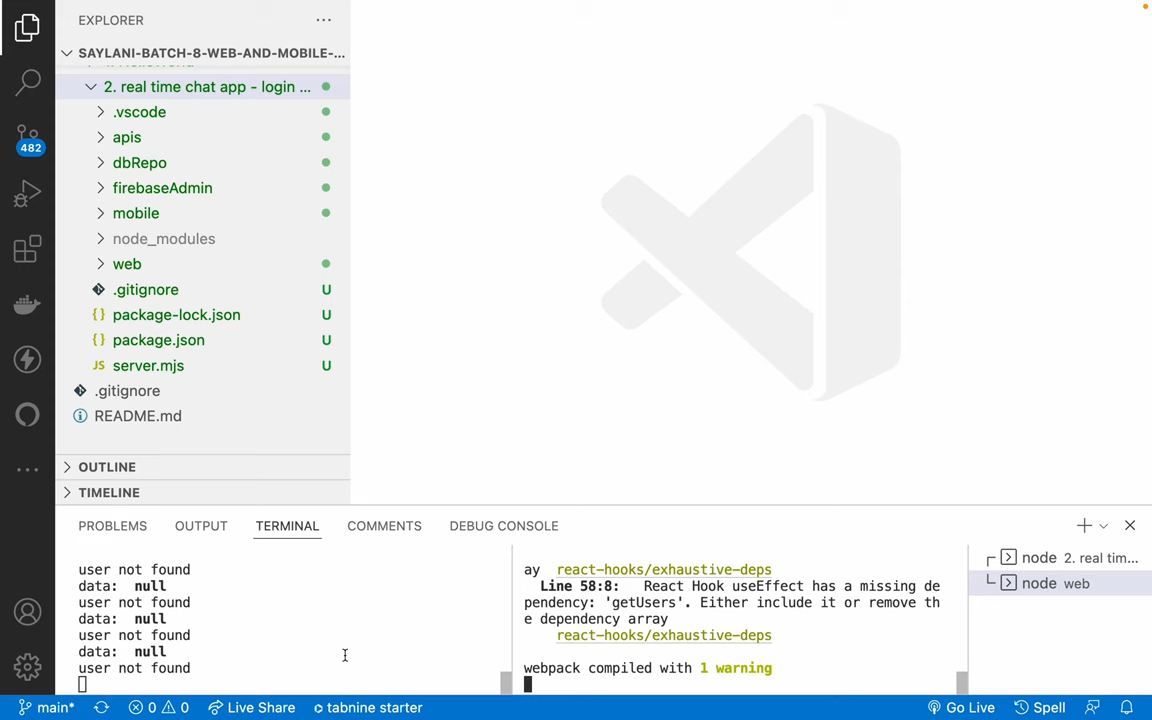 EXPLORER
SAYLANI-BATCH-8-WEB-AND-MOBILE-...
2. real time chat app - login ...
.vscode
apis
dbRepo
firebaseAdmin
mobile
node_modules
web
.gitignore U
package-lock.json U
package.json U
JS server.mjs U
.gitignore
README.md
OUTLINE
TIMELINE
482
PROBLEMS OUTPUT TERMINAL COMMENTS DEBUG CONSOLE
user not found
data: null
user not found
data: null
user not found
data: null
user not found
ay react-hooks/exhaustive-deps
Line 58:8: React Hook useEffect has a missing de
pendency: 'getUsers'. Either include it or remove th
e dependency array
react-hooks/exhaustive-deps
webpack compiled with 1 warning
node 2. real tim...
node web
main* 0 0 Live Share tabnine starter Go Live Spell